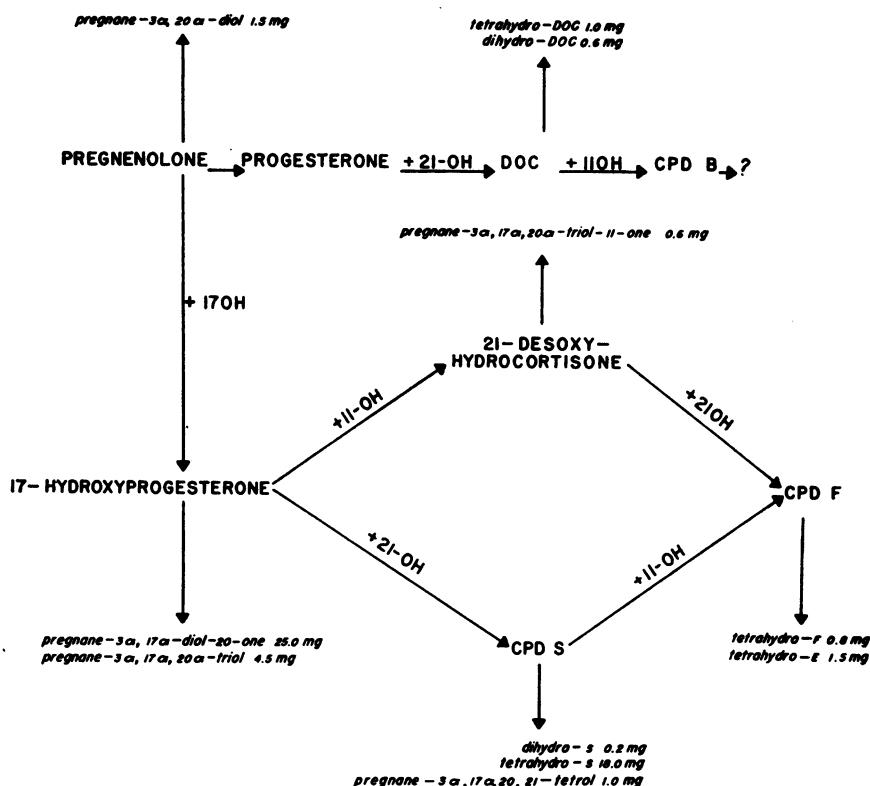 pregnane-3α, 20α-diol 1.5 mg
tetrahydro-DOC 1.0 mg
dihydro-DOC 0.6 mg
PREGNENOLONE
PROGESTERONE
+21-OH
DOC
+11OH
CPD B
?
pregnane-3α, 17α, 20α-triol-11-one 0.6 mg
+ 17OH
21-DESOXY-
HYDROCORTISONE
+11-OH
+21OH
17-HYDROXYPROGESTERONE
CPD F
+21-OH
+11-OH
pregnane-3α, 17α-diol-20-one 25.0 mg
pregnane-3α, 17α, 20α-triol 4.5 mg
CPD S
tetrahydro-F 0.8 mg
tetrahydro-E 1.5 mg
dihydro-S 0.2 mg
tetrahydro-S 18.0 mg
pregnane-3α, 17α, 20, 21-tetrol 1.0 mg